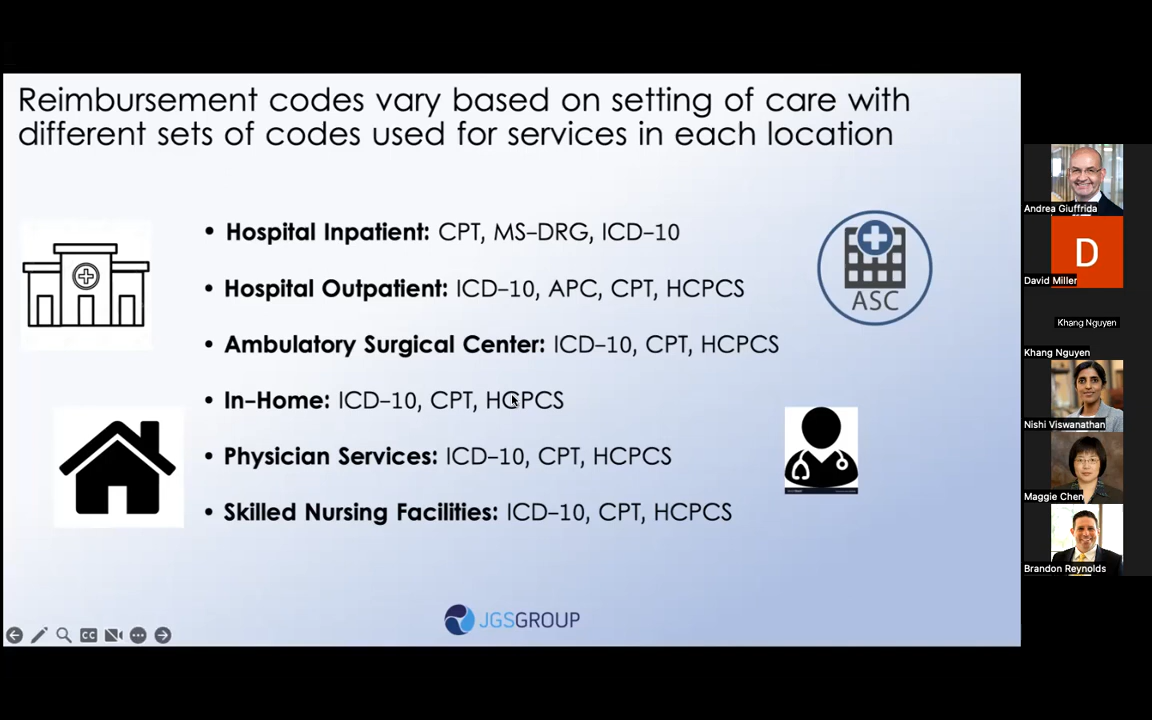 Reimbursement codes vary based on setting of care with
different sets of codes used for services in each location
• Hospital Inpatient: CPT, MS-DRG, ICD-10
• Hospital Outpatient: ICD-10, APC, CPT, HCPCS
• Ambulatory Surgical Center: ICD-10, CPT, HCPCS
• In-Home: ICD-10, CPT, HCPCS
• Physician Services: ICD-10, CPT, HCPCS
• Skilled Nursing Facilities: ICD-10, CPT, HCPCS
ASC
JGSGROUP
CC
Andrea Giuffrida
D
David Miller
Khang Nguyen
Khang Nguyen
Nishi Viswanathan
Maggie Chen
Brandon Reynolds